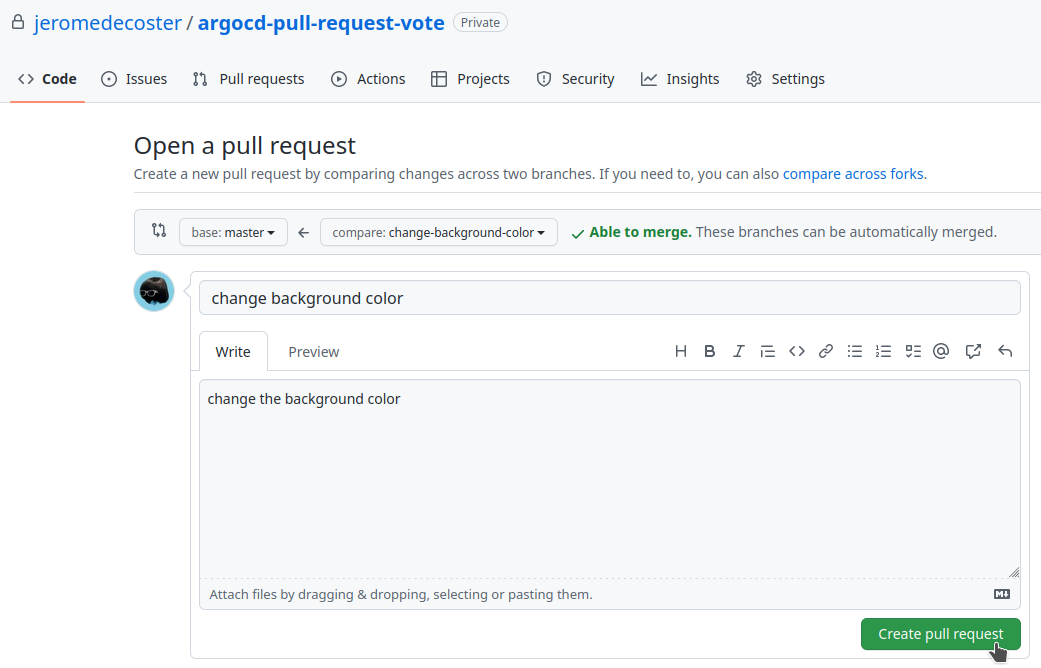 jeromedecoster / argocd-pull-request-vote Private
Code Issues Pull requests Actions Projects Security Insights Settings
Open a pull request
Create a new pull request by comparing changes across two branches. If you need to, you can also compare across forks.
base: master compare: change-background-color Able to merge. These branches can be automatically merged.
change background color
Write Preview H B I
change the background color
Attach files by dragging & dropping, selecting or pasting them.
Create pull request